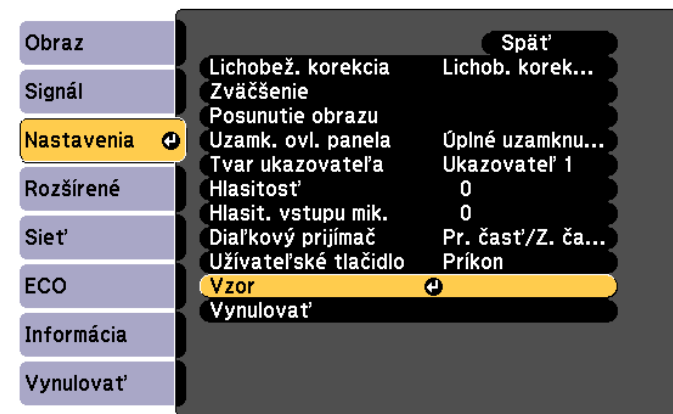 Obraz
Signál
Nastavenia
Rozšírené
Sieť
ECO
Informácia
Vynulovať
Späť
Lichobež. korekcia Lichob. korek...
Zväčšenie
Posunutie obrazu
Uzamk. ovl. panela Úplné uzamknu...
Tvar ukazovateľa Ukazovateľ 1
Hlasitosť 0
Hlasit. vstupu mik. 0
Diaľkový prijímač Pr. časť/Z. ča...
Užívateľské tlačidlo Príkon
Vzor
Vynulovať